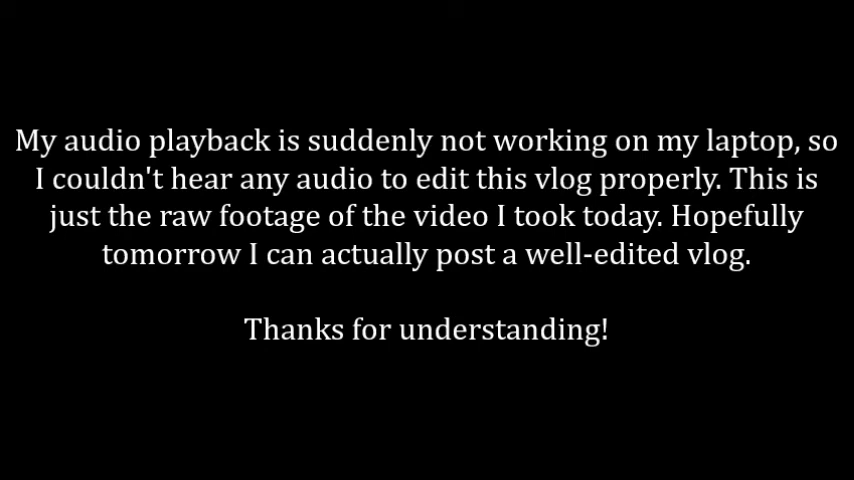 My audio playback is suddenly not working on my laptop, so
I couldn't hear any audio to edit this vlog properly. This is
just the raw footage of the video I took today. Hopefully
tomorrow I can actually post a well-edited vlog.
Thanks for understanding!